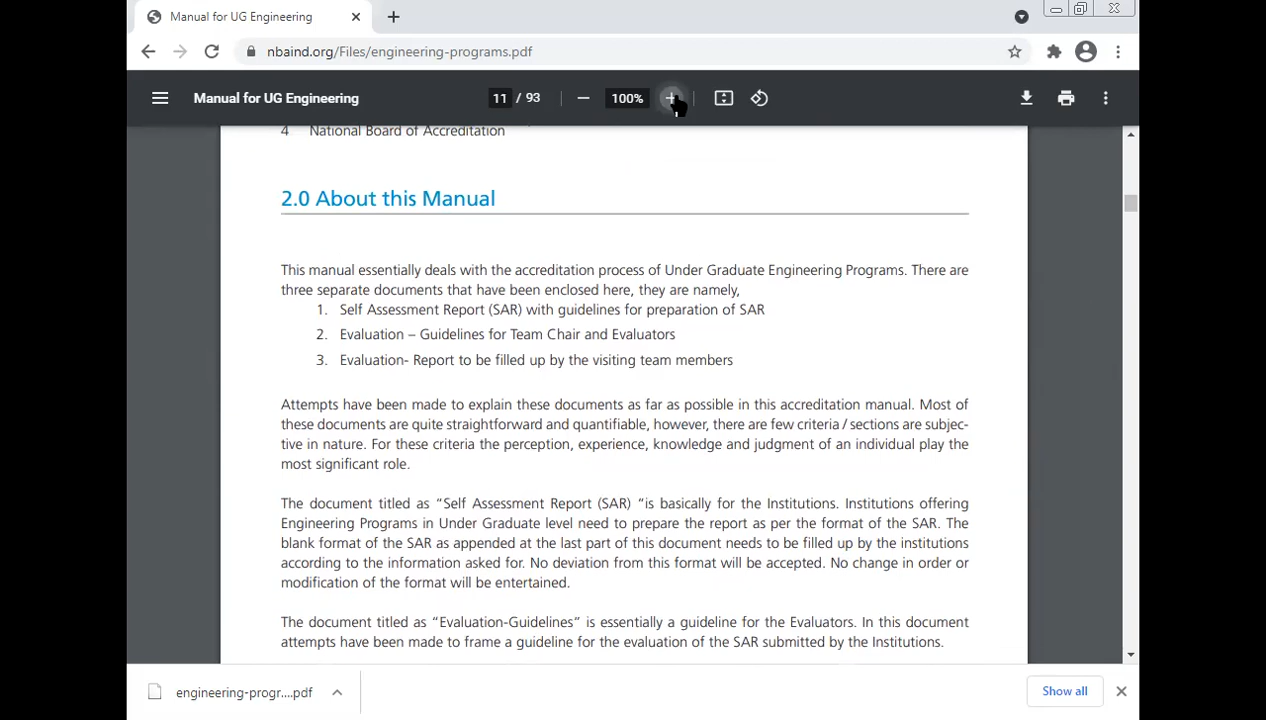 Manual for UG Engineering
nbaind.org/Files/engineering-programs.pdf
Manual for UG Engineering
11 / 93
100%
4 National Board of Accreditation
2.0 About this Manual
This manual essentially deals with the accreditation process of Under Graduate Engineering Programs. There are
three separate documents that have been enclosed here, they are namely,
1. Self Assessment Report (SAR) with guidelines for preparation of SAR
2. Evaluation – Guidelines for Team Chair and Evaluators
3. Evaluation- Report to be filled up by the visiting team members
Attempts have been made to explain these documents as far as possible in this accreditation manual. Most of
these documents are quite straightforward and quantifiable, however, there are few criteria / sections are subjec-
tive in nature. For these criteria the perception, experience, knowledge and judgment of an individual play the
most significant role.
The document titled as “Self Assessment Report (SAR) “is basically for the Institutions. Institutions offering
Engineering Programs in Under Graduate level need to prepare the report as per the format of the SAR. The
blank format of the SAR as appended at the last part of this document needs to be filled up by the institutions
according to the information asked for. No deviation from this format will be accepted. No change in order or
modification of the format will be entertained.
The document titled as “Evaluation-Guidelines” is essentially a guideline for the Evaluators. In this document
attempts have been made to frame a guideline for the evaluation of the SAR submitted by the Institutions.
engineering-progr....pdf
Show all